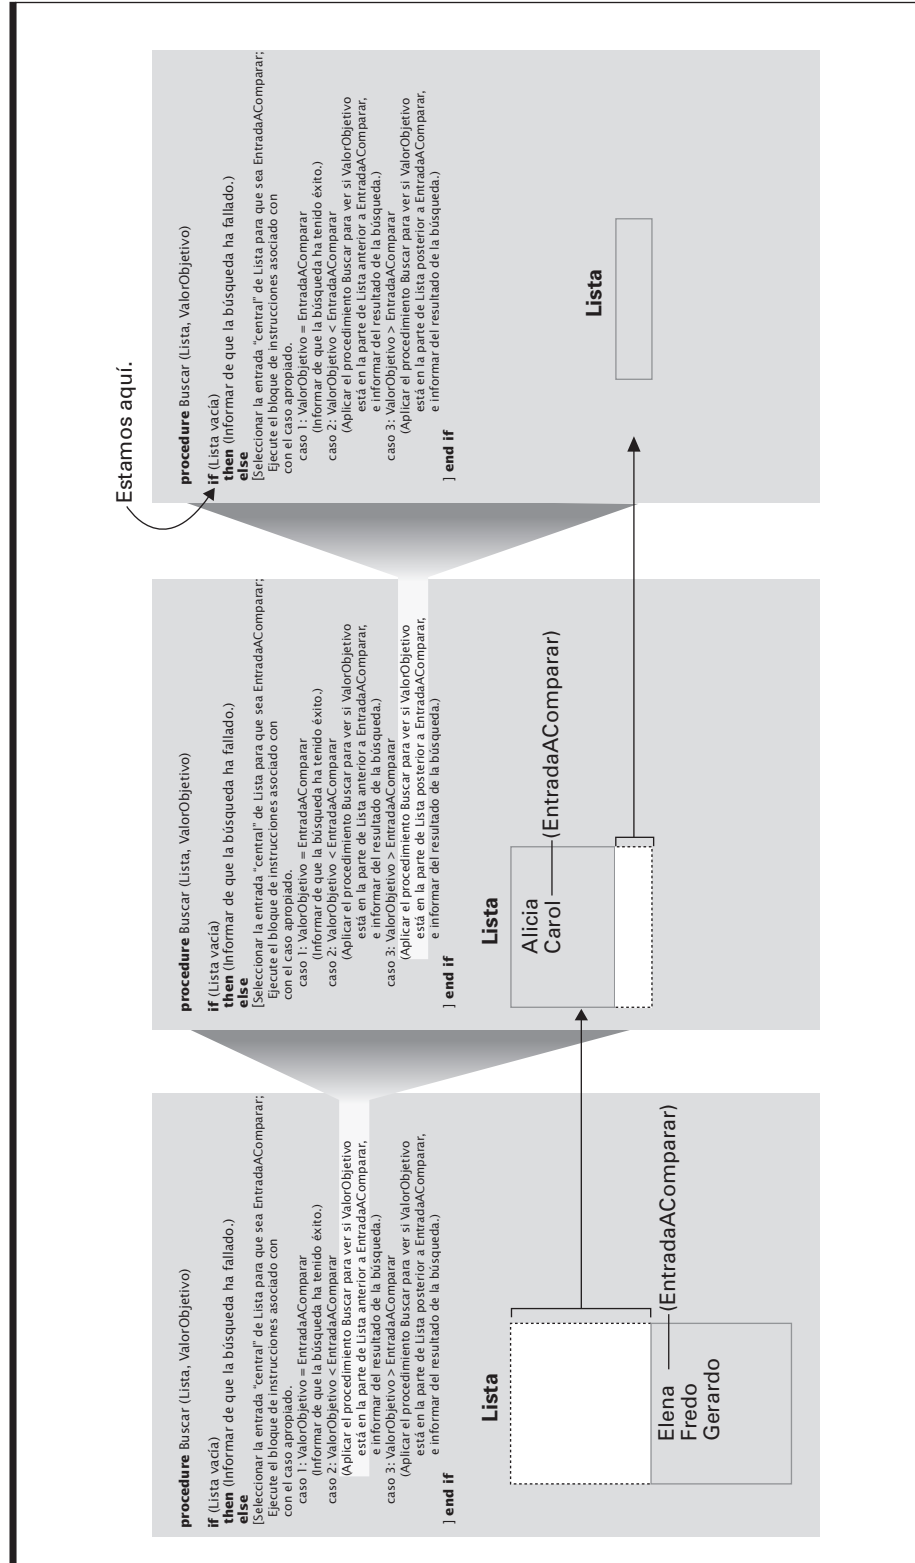 procedure Buscar (Lista, ValorObjetivo)
if (Lista vacía)
then (Informar de que la búsqueda ha fallado.)
else
[Seleccionar la entrada "central" de Lista para que sea EntradaAComparar;
Ejecute el bloque de instrucciones asociado con
con el caso apropiado.
caso 1: ValorObjetivo = EntradaAComparar
(Informar de que la búsqueda ha tenido éxito.)
caso 2: ValorObjetivo < EntradaAComparar
(Aplicar el procedimiento Buscar para ver si ValorObjetivo
está en la parte de Lista anterior a EntradaAComparar,
e informar del resultado de la búsqueda.)
caso 3: ValorObjetivo > EntradaAComparar
(Aplicar el procedimiento Buscar para ver si ValorObjetivo
está en la parte de Lista posterior a EntradaAComparar,
e informar del resultado de la búsqueda.)
] end if
Lista
Elena (EntradaAComparar)
Fredo
Gerardo
procedure Buscar (Lista, ValorObjetivo)
if (Lista vacía)
then (Informar de que la búsqueda ha fallado.)
else
[Seleccionar la entrada "central" de Lista para que sea EntradaAComparar;
Ejecute el bloque de instrucciones asociado con
con el caso apropiado.
caso 1: ValorObjetivo = EntradaAComparar
(Informar de que la búsqueda ha tenido éxito.)
caso 2: ValorObjetivo < EntradaAComparar
(Aplicar el procedimiento Buscar para ver si ValorObjetivo
está en la parte de Lista anterior a EntradaAComparar,
e informar del resultado de la búsqueda.)
caso 3: ValorObjetivo > EntradaAComparar
(Aplicar el procedimiento Buscar para ver si ValorObjetivo
está en la parte de Lista posterior a EntradaAComparar,
e informar del resultado de la búsqueda.)
] end if
Lista
Alicia
Carol (EntradaAComparar)
Estamos aquí.
procedure Buscar (Lista, ValorObjetivo)
if (Lista vacía)
then (Informar de que la búsqueda ha fallado.)
else
[Seleccionar la entrada "central" de Lista para que sea EntradaAComparar;
Ejecute el bloque de instrucciones asociado con
con el caso apropiado.
caso 1: ValorObjetivo = EntradaAComparar
(Informar de que la búsqueda ha tenido éxito.)
caso 2: ValorObjetivo < EntradaAComparar
(Aplicar el procedimiento Buscar para ver si ValorObjetivo
está en la parte de Lista anterior a EntradaAComparar,
e informar del resultado de la búsqueda.)
caso 3: ValorObjetivo > EntradaAComparar
(Aplicar el procedimiento Buscar para ver si ValorObjetivo
está en la parte de Lista posterior a EntradaAComparar,
e informar del resultado de la búsqueda.)
] end if
Lista